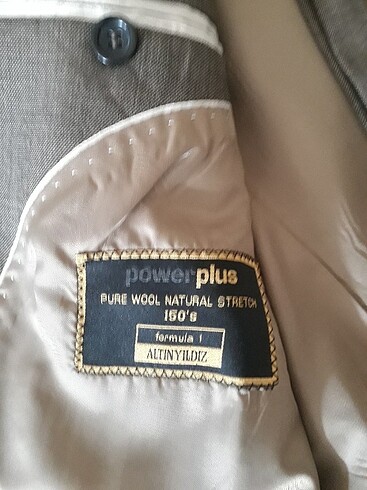 powerplus
PURE WOOL NATURAL STRETCH
150's
formula 1
ALTINYILDIZ